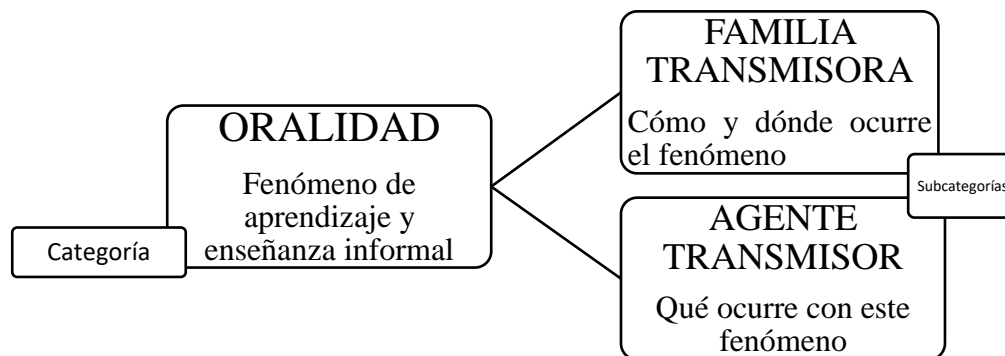 ORALIDAD
Fenómeno de
aprendizaje y
enseñanza informal
Categoría
FAMILIA
TRANSMISORA
Cómo y dónde ocurre
el fenómeno
Subcategorías
AGENTE
TRANSMISOR
Qué ocurre con este
fenómeno